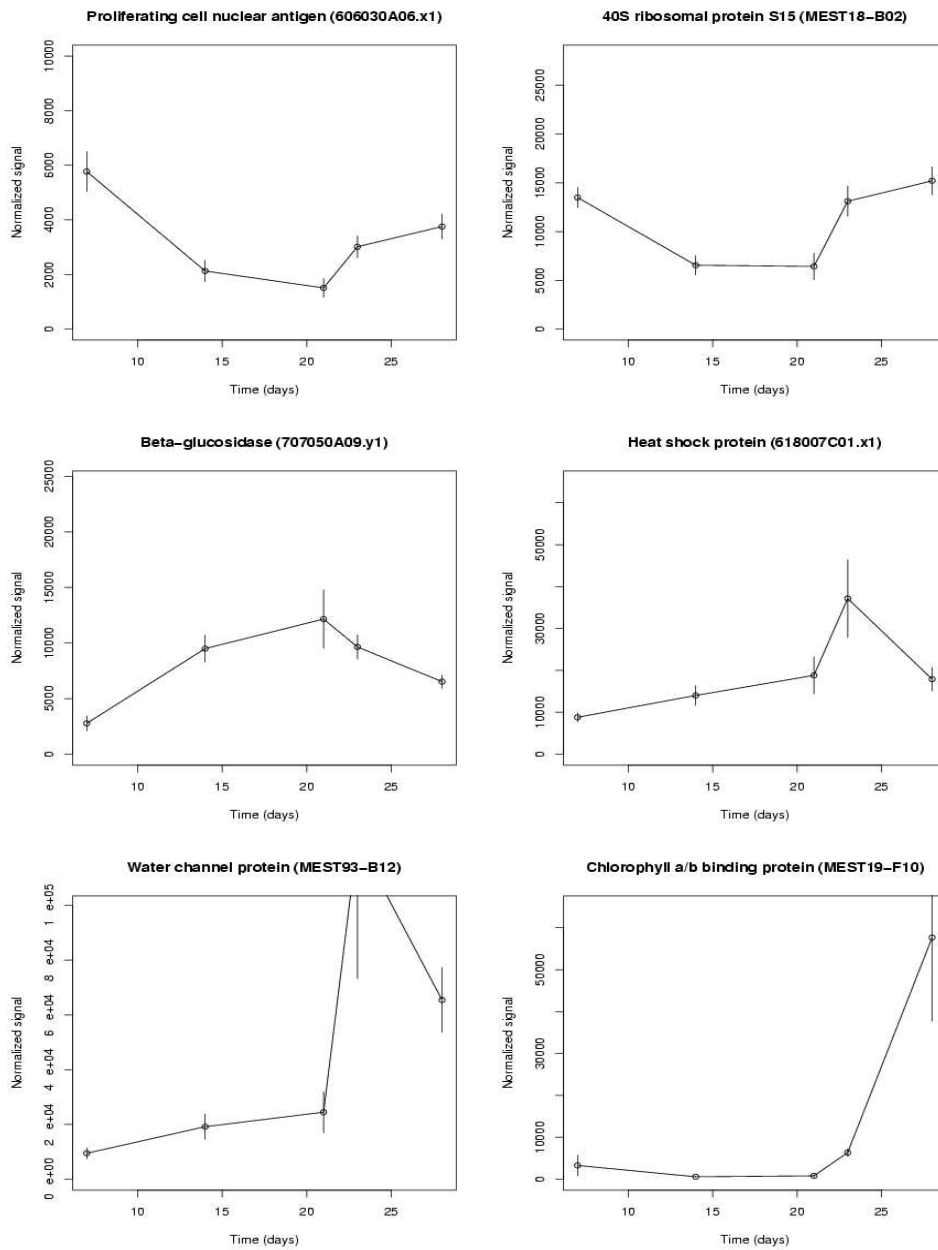 Proliferating cell nuclear antigen (606030A06.x1)
Normalized signal
0 2000 4000 6000 8000 10000
10 15 20 25
Time (days)
40S ribosomal protein S15 (MEST18-B02)
Normalized signal
0 5000 10000 15000 20000 25000
10 15 20 25
Time (days)
Beta-glucosidase (707050A09.y1)
Normalized signal
0 5000 10000 15000 20000 25000
10 15 20 25
Time (days)
Heat shock protein (618007C01.x1)
Normalized signal
0 10000 30000 50000
10 15 20 25
Time (days)
Water channel protein (MEST93-B12)
Normalized signal
0 e+00 2 e+04 4 e+04 6 e+04 8 e+04 1 e+05
10 15 20 25
Time (days)
Chlorophyll a/b binding protein (MEST19-F10)
Normalized signal
0 10000 30000 50000
10 15 20 25
Time (days)